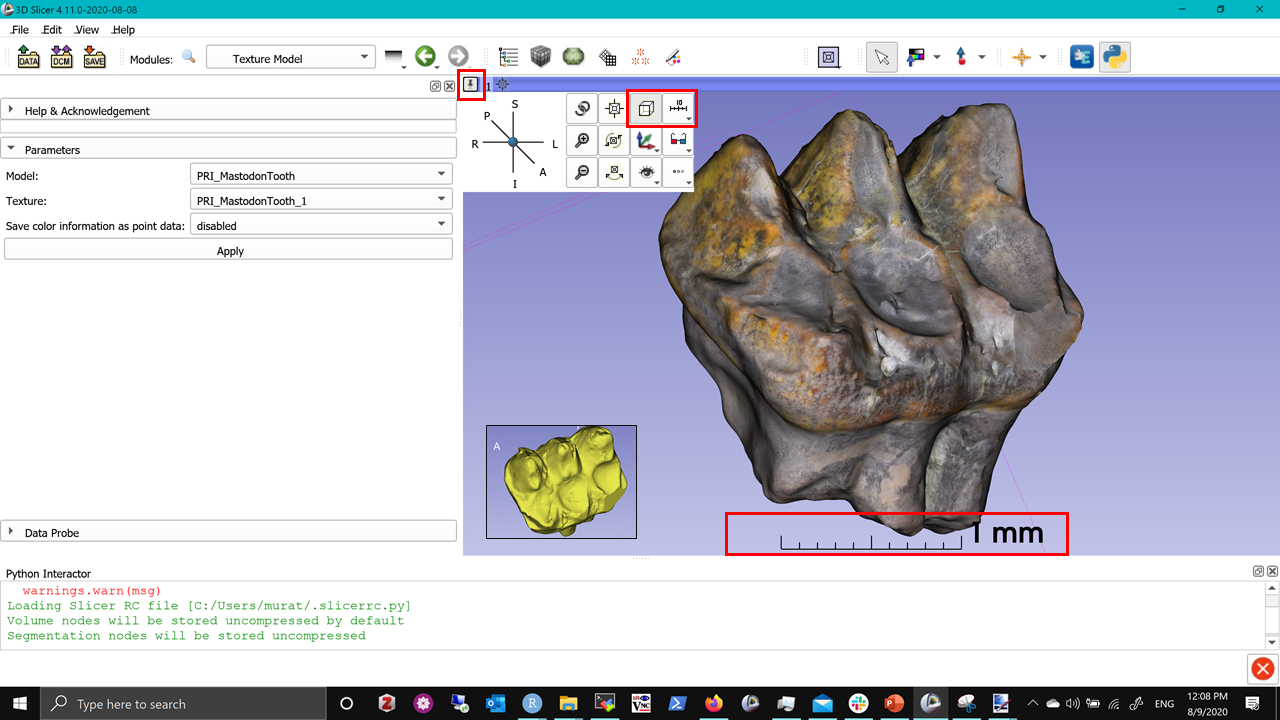 3D Slicer 4.11.0-2020-08-08
File Edit View Help
DATA DCM SAVE Modules: Texture Model
1
Help & Acknowledgement
Parameters
Model: PRI_MastodonTooth
Texture: PRI_MastodonTooth_1
Save color information as point data: disabled
Apply
S
P
R L
A
I
10
A
1 mm
Data Probe
Python Interactor
warnings.warn(msg)
Loading Slicer RC file [C:/Users/murat/.slicerrc.py]
Volume nodes will be stored uncompressed by default
Segmentation nodes will be stored uncompressed
Type here to search
ENG
12:08 PM
8/9/2020